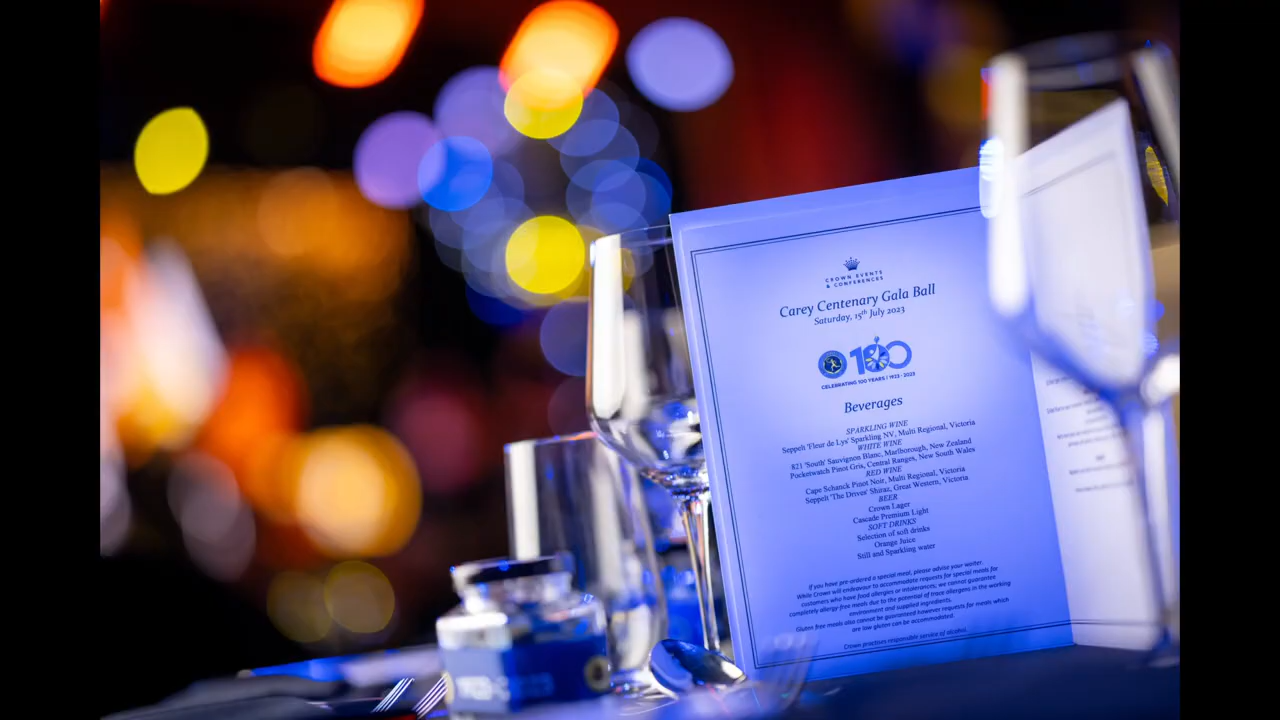 CROWN EVENTS
& CONFERENCES
Carey Centenary Gala Ball
Saturday, 15th July 2023
100
CELEBRATING 100 YEARS | 1923 - 2023
Beverages
SPARKLING WINE
Seppelt 'Fleur de Lys' Sparkling NV, Multi Regional, Victoria
WHITE WINE
821 'South' Sauvignon Blanc, Marlborough, New Zealand
Pocketwatch Pinot Gris, Central Ranges, New South Wales
RED WINE
Cape Schanck Pinot Noir, Multi Regional, Victoria
Seppelt 'The Drives' Shiraz, Great Western, Victoria
BEER
Crown Lager
Cascade Premium Light
SOFT DRINKS
Selection of soft drinks
Orange Juice
Still and Sparkling water
If you have pre-ordered a special meal, please advise your waiter.
While Crown will endeavour to accommodate requests for special meals for
customers who have food allergies or intolerances; we cannot guarantee
completely allergy-free meals due to the potential of trace allergens in the working
environment and supplied ingredients.
Gluten free meals also cannot be guaranteed however requests for meals which
are low gluten can be accommodated.
Crown practises responsible service of alcohol.